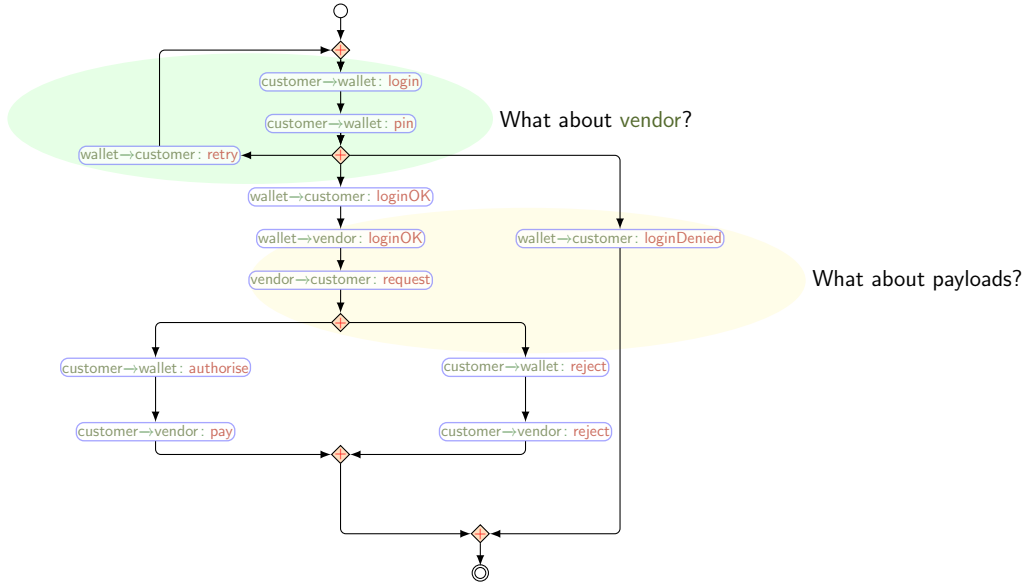 customer→wallet: login
What about vendor?
customer→wallet: pin
wallet→customer: retry
wallet→customer: loginOK
wallet→vendor: loginOK
wallet→customer: loginDenied
vendor→customer: request
What about payloads?
customer→wallet: authorise
customer→wallet: reject
customer→vendor: pay
customer→vendor: reject